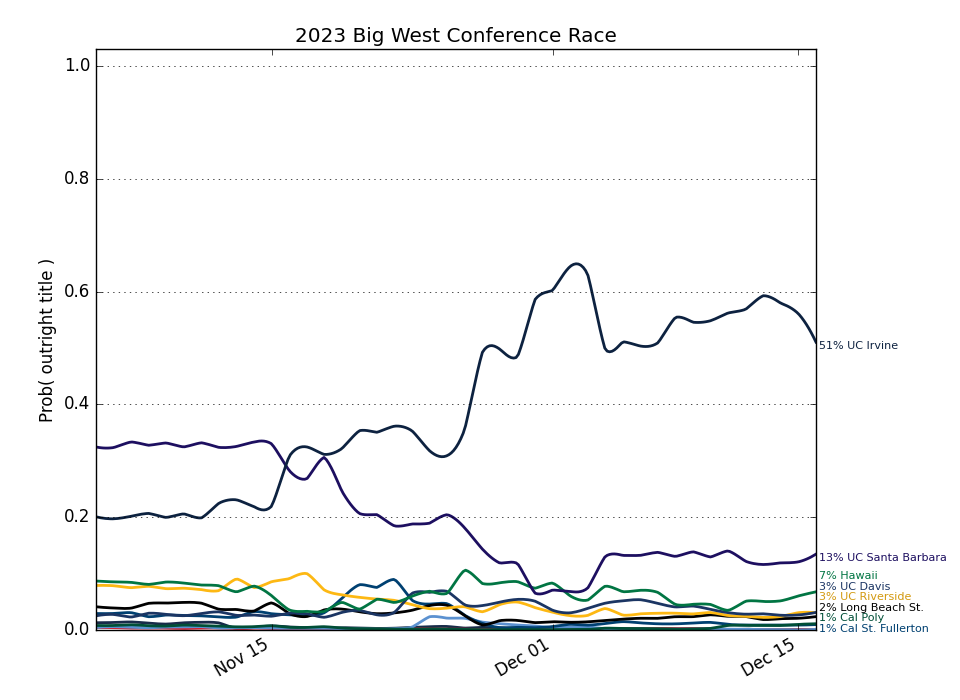 2023 Big West Conference Race
Prob( outright title )
1.0
0.8
0.6
0.4
0.2
0.0
Nov 15
Dec 01
Dec 15
51% UC Irvine
13% UC Santa Barbara
7% Hawaii
3% UC Davis
3% UC Riverside
2% Long Beach St.
1% Cal Poly
1% Cal St. Fullerton